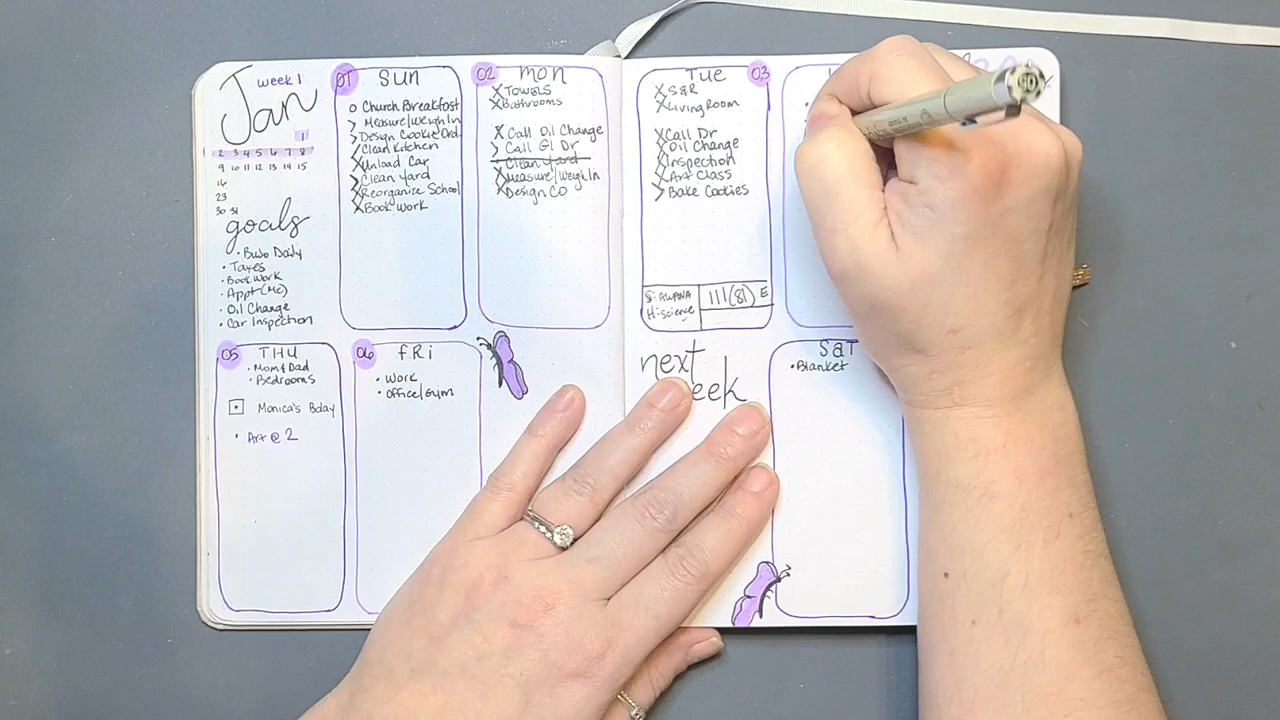 Jan
week 1
1
2 3 4 5 6 7 8
9 10 11 12 13 14 15
16
23
30 31
goals
• BuJo Daily
• Taxes
• Book Work
• Appt (Mc)
• Oil Change
• Car Inspection
01 Sun
o Church Breakfast
> Measure/Weigh In
> Design Cookie Ord.
> Clean Kitchen
X Unload Car
> Clean Yard
X Reorganize School
X Book Work
02 mon
X Towels
X Bathrooms
X Call Oil Change
> Call GI Dr
Clean Yard
X Measure/Weigh In
X Design CO
Tue 03
X S&R
X Living Room
X Call Dr
X Oil Change
X Inspection
X Art Class
> Bake Cookies
H: science
111(81) E
05 THU
• Mom & Dad
• Bedrooms
• Monica's Bday
• Art @ 2
06 fRi
• Work
• Office/Gym
next
eek
SaT
• Blanket